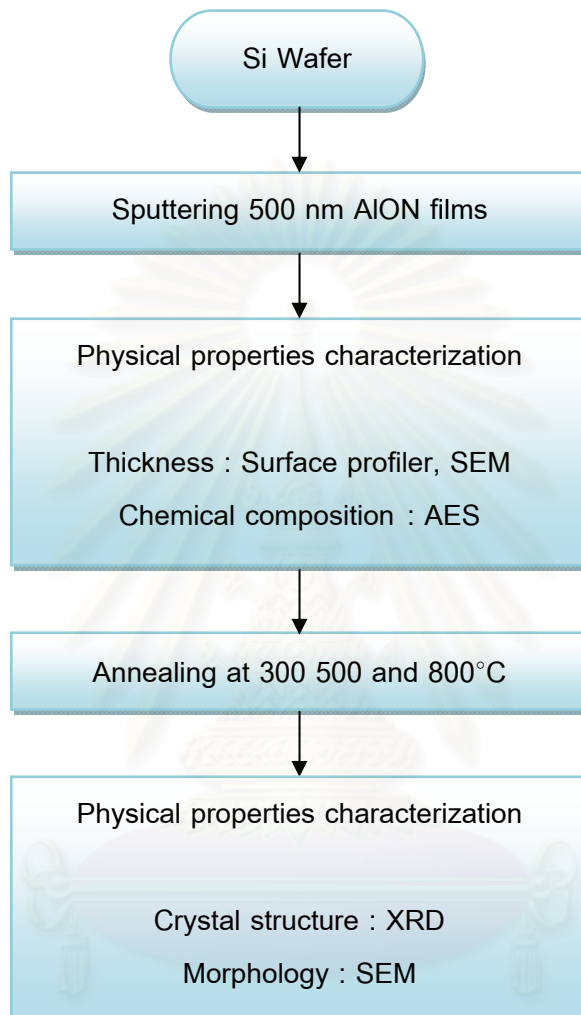 Si Wafer
Sputtering 500 nm AlON films
Physical properties characterization
Thickness : Surface profiler, SEM
Chemical composition : AES
Annealing at 300 500 and 800°C
Physical properties characterization
Crystal structure : XRD
Morphology : SEM